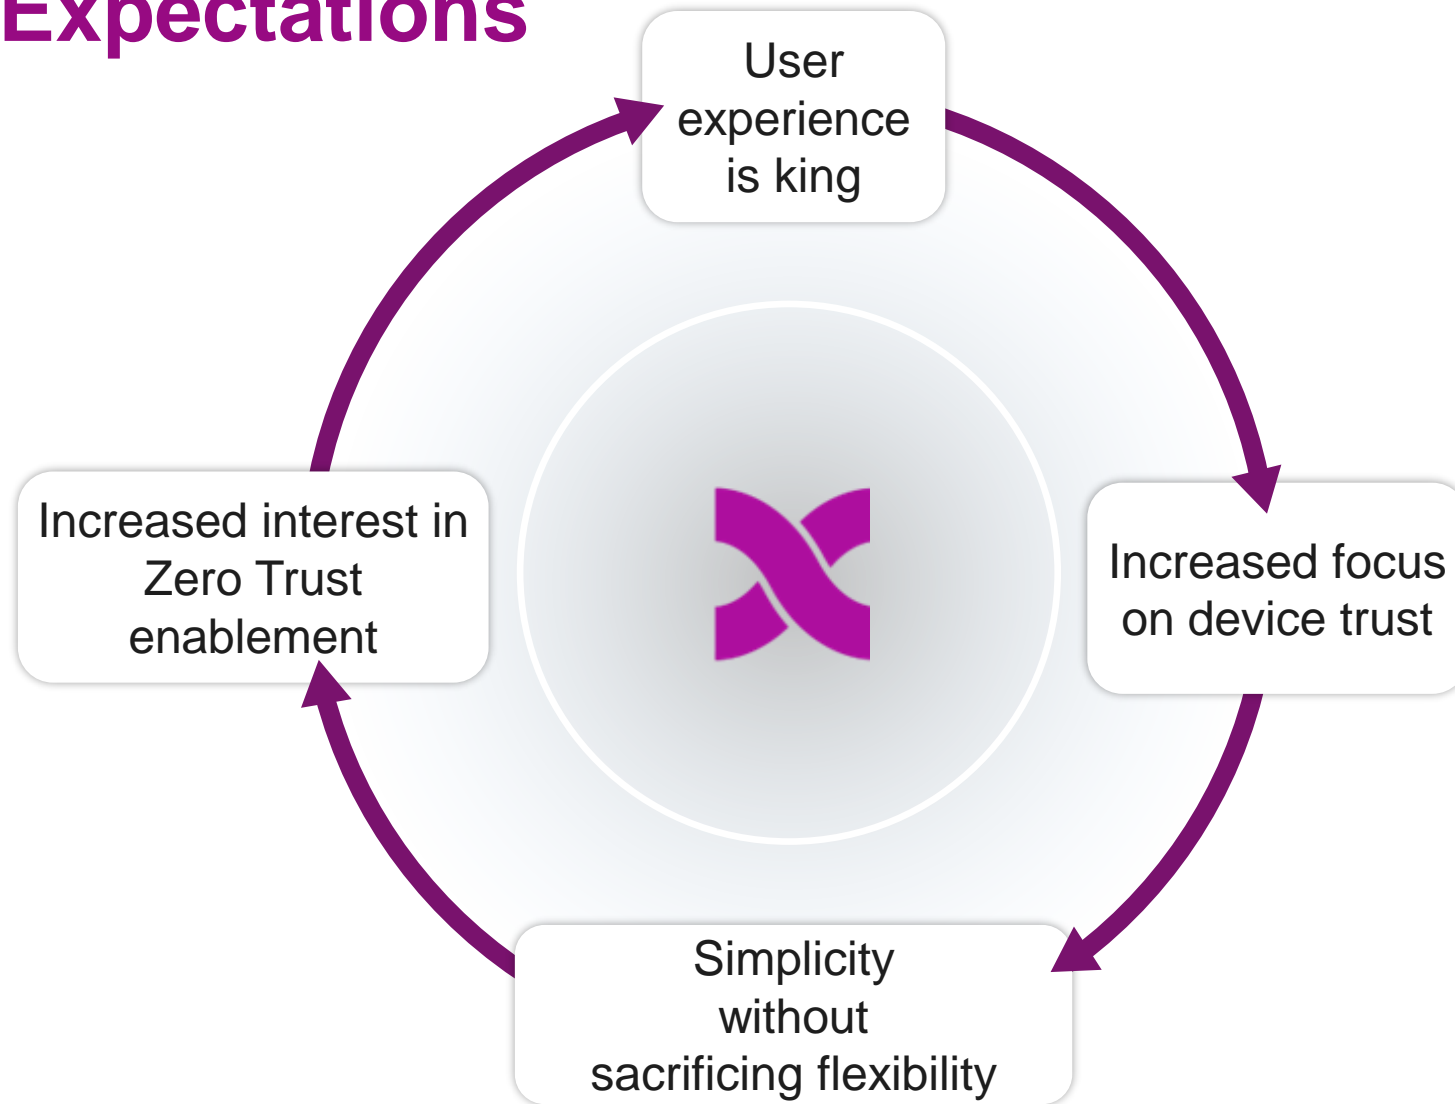 Expectations
User
experience
is king
Increased focus
on device trust
Simplicity
without
sacrificing flexibility
Increased interest in
Zero Trust
enablement